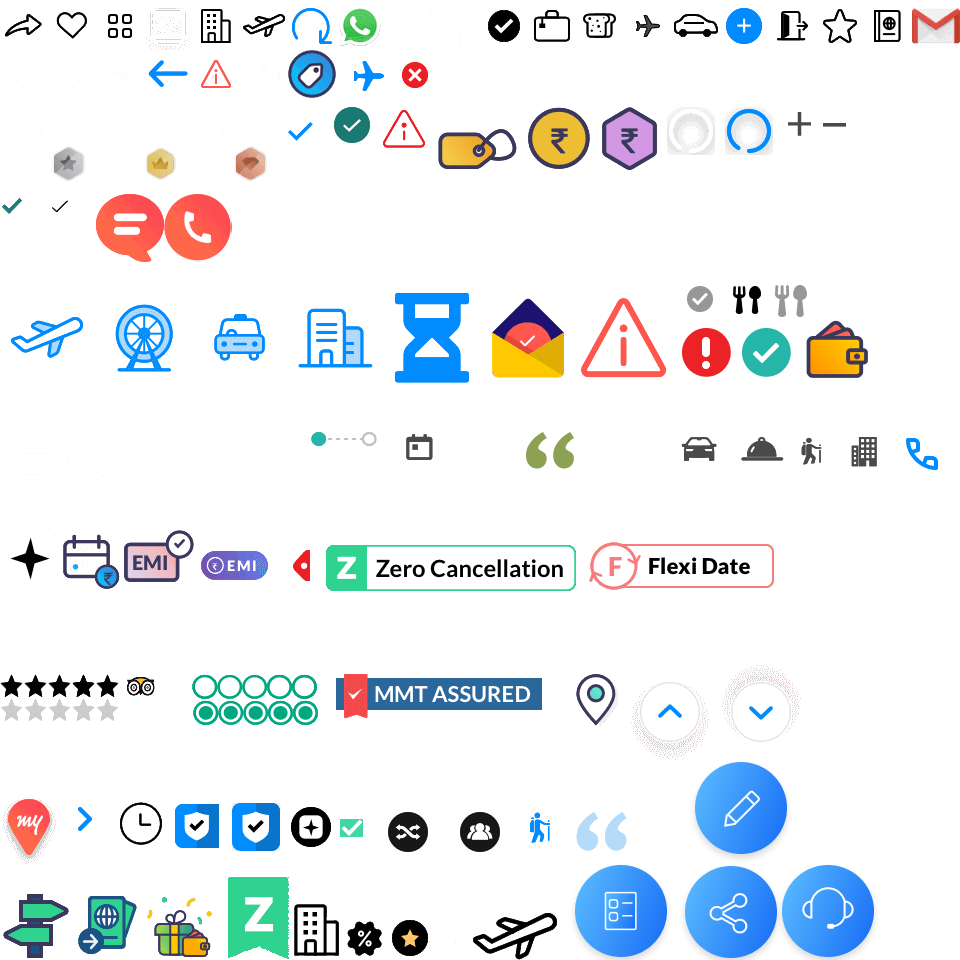 EMI
₹ EMI
Z Zero Cancellation
F Flexi Date
MMT ASSURED
my
Z